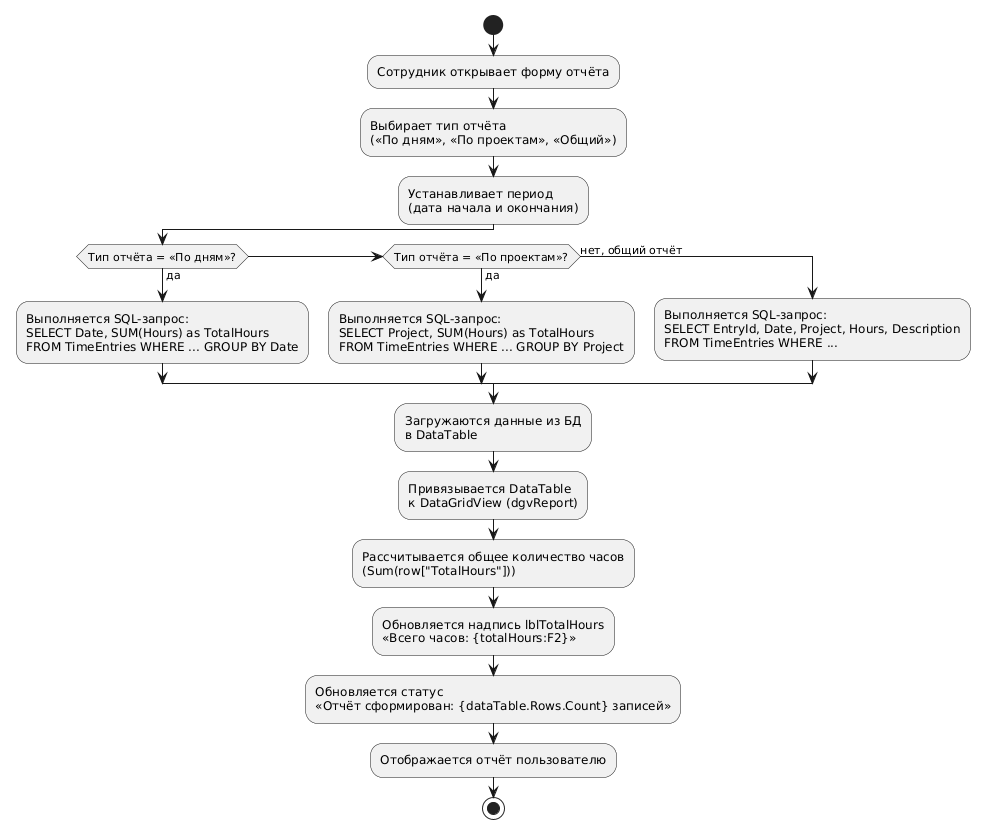 Сотрудник открывает форму отчёта
Выбирает тип отчёта
(«По дням», «По проектам», «Общий»)
Устанавливает период
(дата начала и окончания)
Тип отчёта = «По дням»?
Тип отчёта = «По проектам»?
нет, общий отчёт
да
да
Выполняется SQL-запрос:
SELECT Date, SUM(Hours) as TotalHours
FROM TimeEntries WHERE ... GROUP BY Date
Выполняется SQL-запрос:
SELECT Project, SUM(Hours) as TotalHours
FROM TimeEntries WHERE ... GROUP BY Project
Выполняется SQL-запрос:
SELECT EntryId, Date, Project, Hours, Description
FROM TimeEntries WHERE ...
Загружаются данные из БД
в DataTable
Привязывается DataTable
к DataGridView (dgvReport)
Рассчитывается общее количество часов
(Sum(row["TotalHours"]))
Обновляется надпись lblTotalHours
«Всего часов: {totalHours:F2}»
Обновляется статус
«Отчёт сформирован: {dataTable.Rows.Count} записей»
Отображается отчёт пользователю